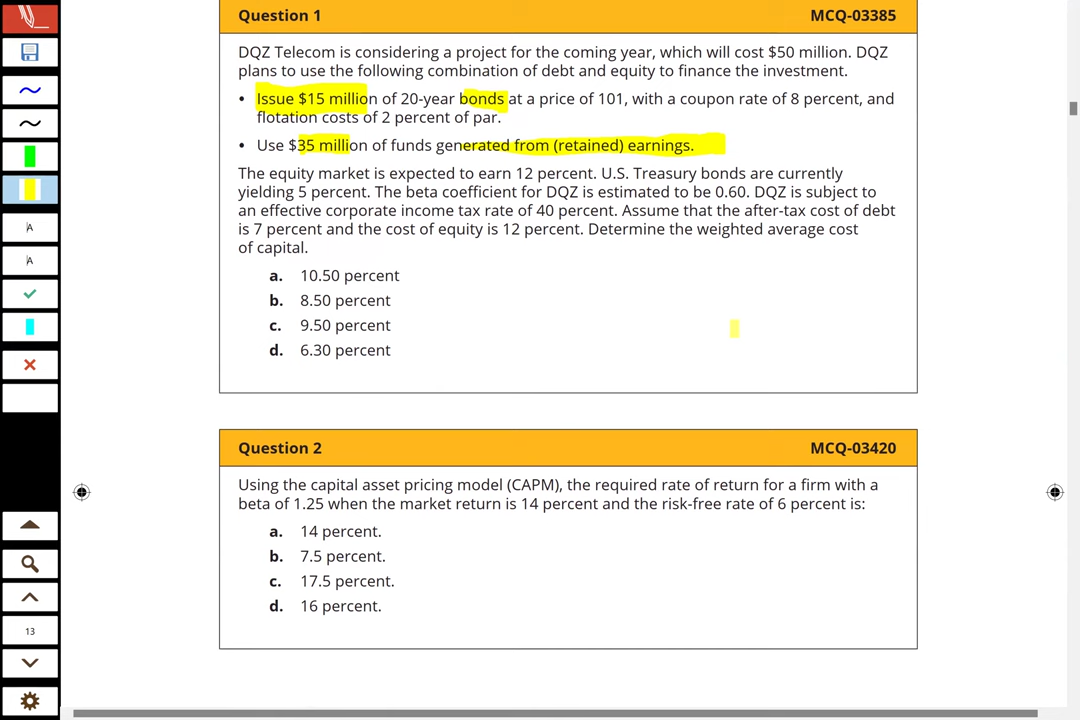 Question 1 MCQ-03385
DQZ Telecom is considering a project for the coming year, which will cost $50 million. DQZ
plans to use the following combination of debt and equity to finance the investment.
• Issue $15 million of 20-year bonds at a price of 101, with a coupon rate of 8 percent, and
flotation costs of 2 percent of par.
• Use $35 million of funds generated from (retained) earnings.
The equity market is expected to earn 12 percent. U.S. Treasury bonds are currently
yielding 5 percent. The beta coefficient for DQZ is estimated to be 0.60. DQZ is subject to
an effective corporate income tax rate of 40 percent. Assume that the after-tax cost of debt
is 7 percent and the cost of equity is 12 percent. Determine the weighted average cost
of capital.
a. 10.50 percent
b. 8.50 percent
c. 9.50 percent
d. 6.30 percent
Question 2 MCQ-03420
Using the capital asset pricing model (CAPM), the required rate of return for a firm with a
beta of 1.25 when the market return is 14 percent and the risk-free rate of 6 percent is:
a. 14 percent.
b. 7.5 percent.
c. 17.5 percent.
d. 16 percent.
A
A
13